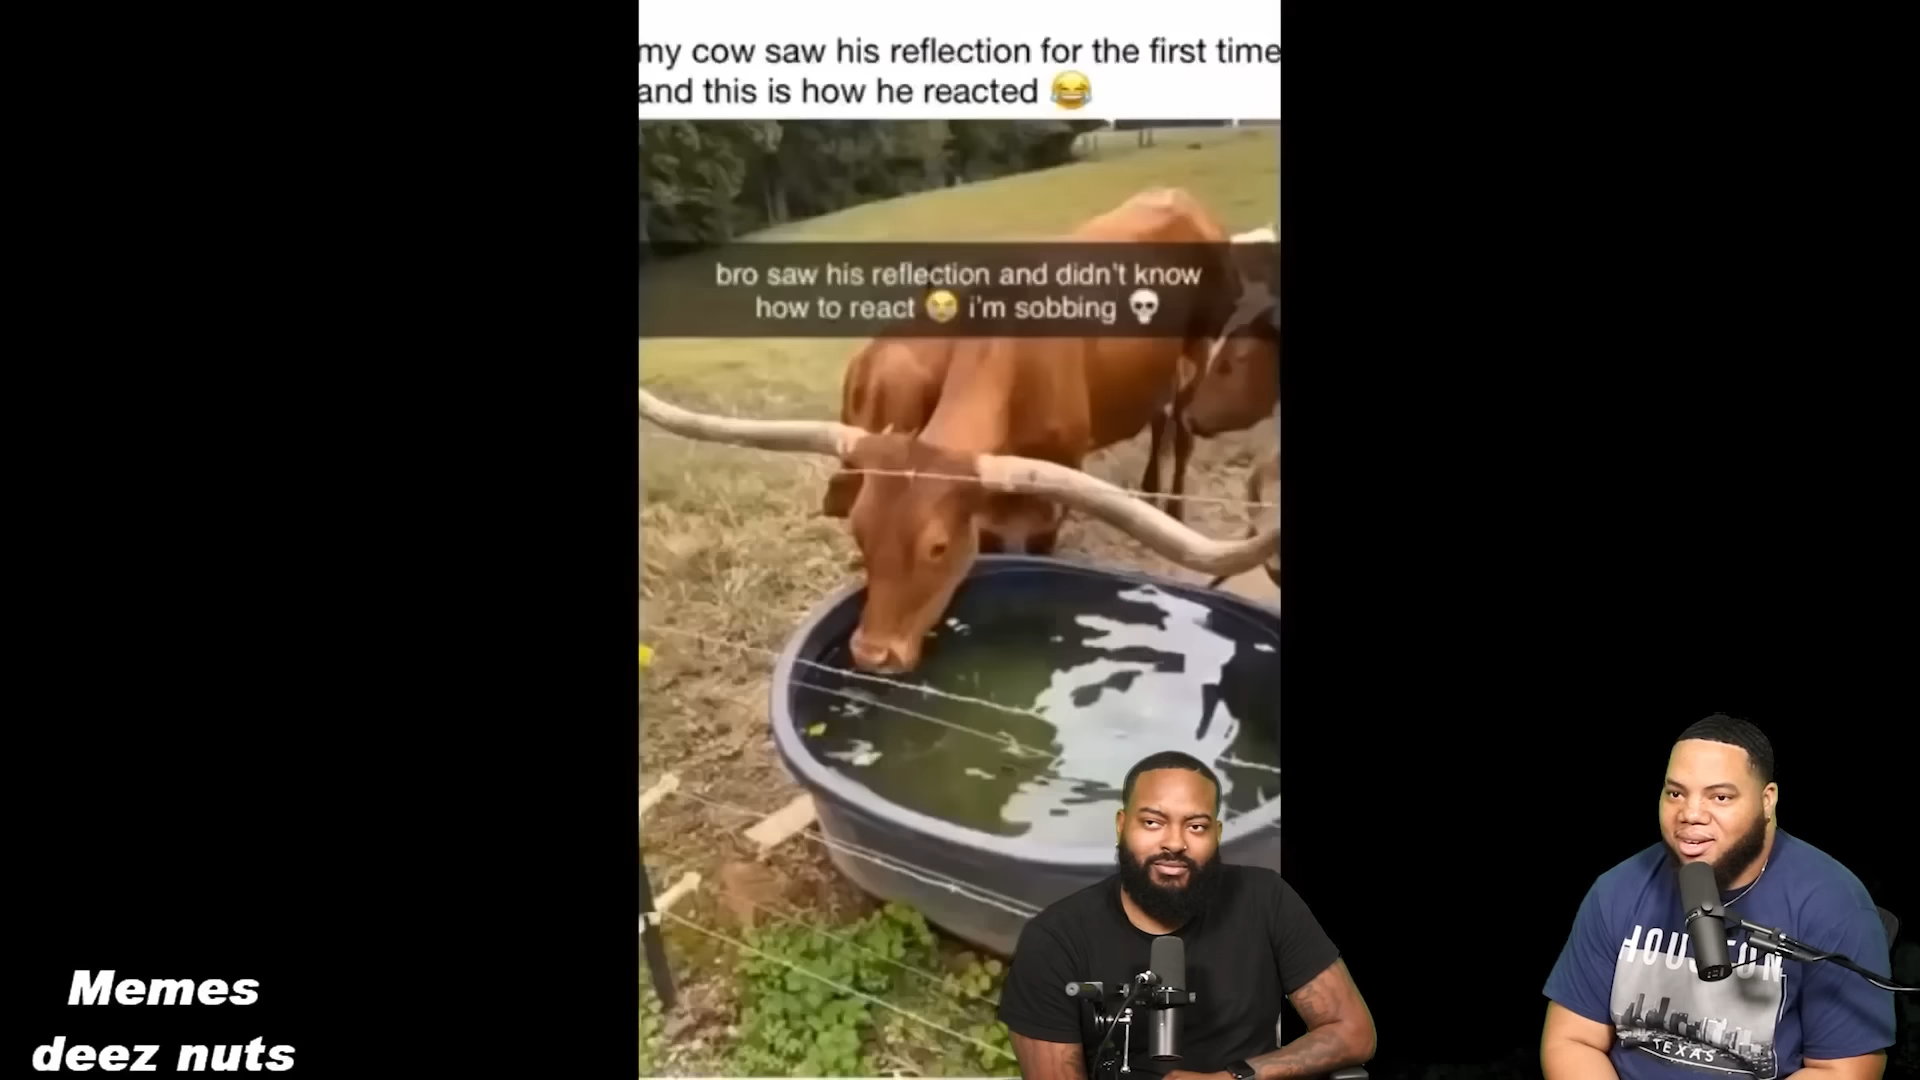 my cow saw his reflection for the first time
and this is how he reacted 😂
bro saw his reflection and didn't know
how to react 😭 i'm sobbing 💀
Memes
deez nuts
HOUSTON
TEXAS